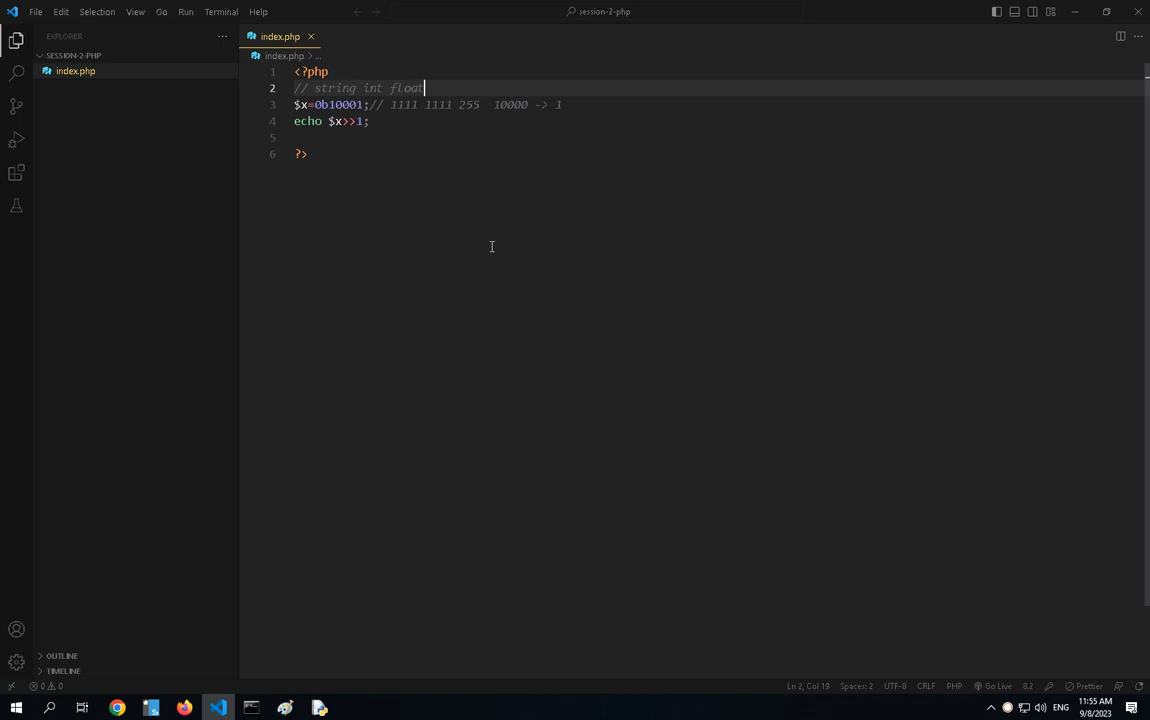 File Edit Selection View Go Run Terminal Help
session-2-php
EXPLORER
SESSION-2-PHP
index.php
index.php
index.php > ...
1 <?php
2 // string int float
3 $x=0b10001;// 1111 1111 255  10000 -> 1
4 echo $x>>1;
5
6 ?>
OUTLINE
TIMELINE
0 0
Ln 2, Col 19 Spaces: 2 UTF-8 CRLF PHP Go Live 8.2 Prettier
ENG
11:55 AM
9/8/2023